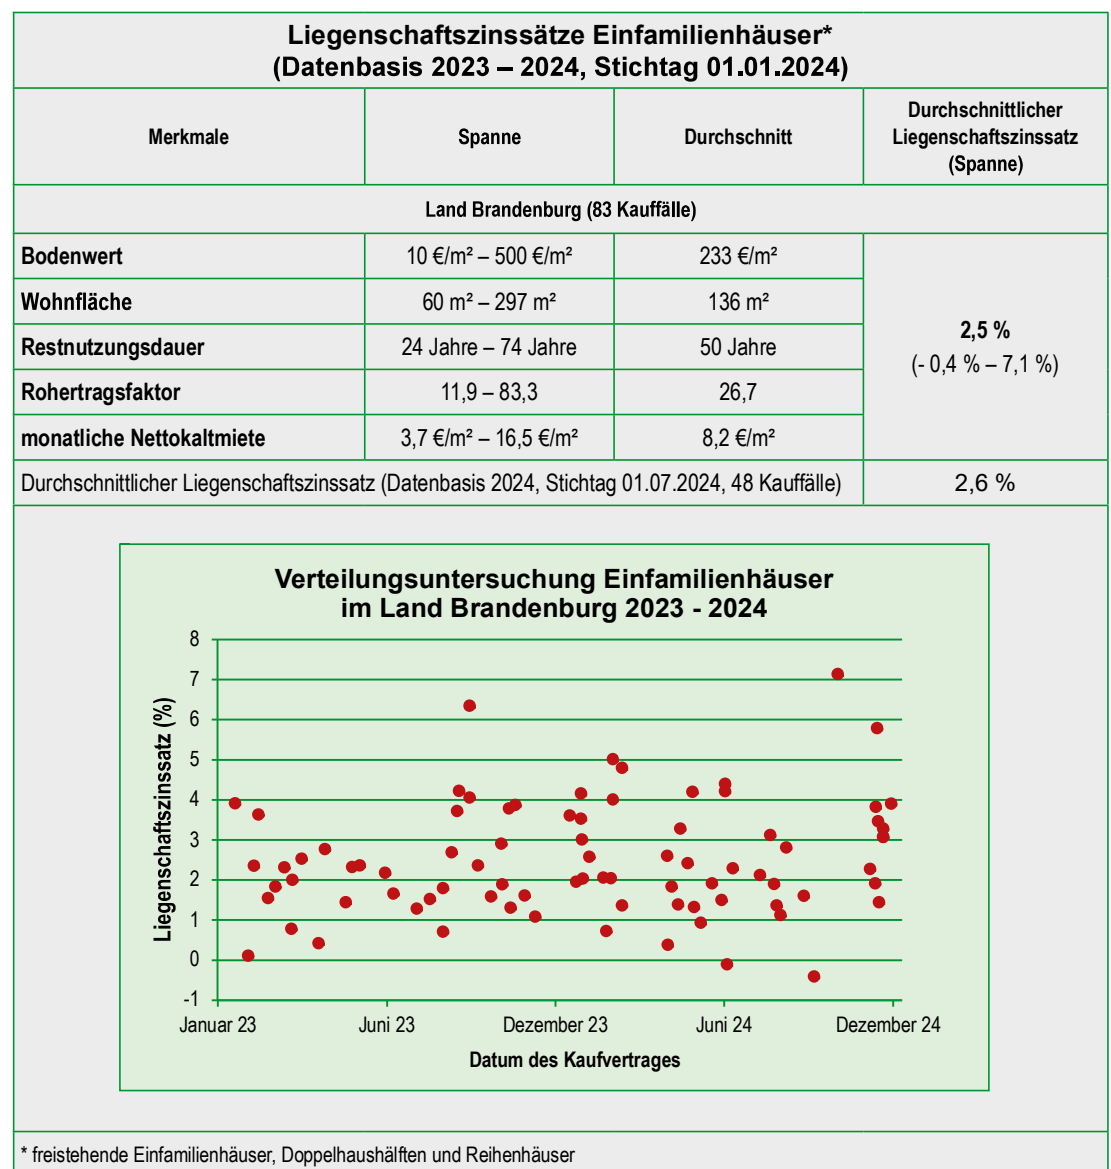 Liegenschaftszinssätze Einfamilienhäuser*
(Datenbasis 2023 – 2024, Stichtag 01.01.2024)
Merkmale
Spanne
Durchschnitt
Durchschnittlicher
Liegenschaftszinssatz
(Spanne)
Land Brandenburg (83 Kauffälle)
Bodenwert 10 €/m² – 500 €/m² 233 €/m²
Wohnfläche 60 m² – 297 m² 136 m²
Restnutzungsdauer 24 Jahre – 74 Jahre 50 Jahre
Rohertragsfaktor 11,9 – 83,3 26,7
monatliche Nettokaltmiete 3,7 €/m² – 16,5 €/m² 8,2 €/m²
2,5 %
(- 0,4 % – 7,1 %)
Durchschnittlicher Liegenschaftszinssatz (Datenbasis 2024, Stichtag 01.07.2024, 48 Kauffälle) 2,6 %
Verteilungsuntersuchung Einfamilienhäuser
im Land Brandenburg 2023 - 2024
Liegenschaftszinssatz (%)
8
7
6
5
4
3
2
1
0
-1
Januar 23 Juni 23 Dezember 23 Juni 24 Dezember 24
Datum des Kaufvertrages
* freistehende Einfamilienhäuser, Doppelhaushälften und Reihenhäuser